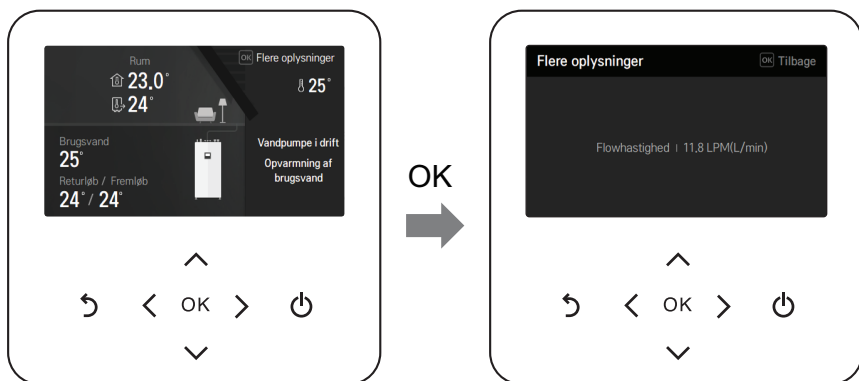 Rum
23.0°
24°
OK Flere oplysninger
25°
Brugsvand
25°
Returløb / Fremløb
24° / 24°
Vandpumpe i drift
Opvarmning af
brugsvand
OK
OK
Flere oplysninger
OK Tilbage
Flowhastighed | 11,8 LPM(L/min)
OK